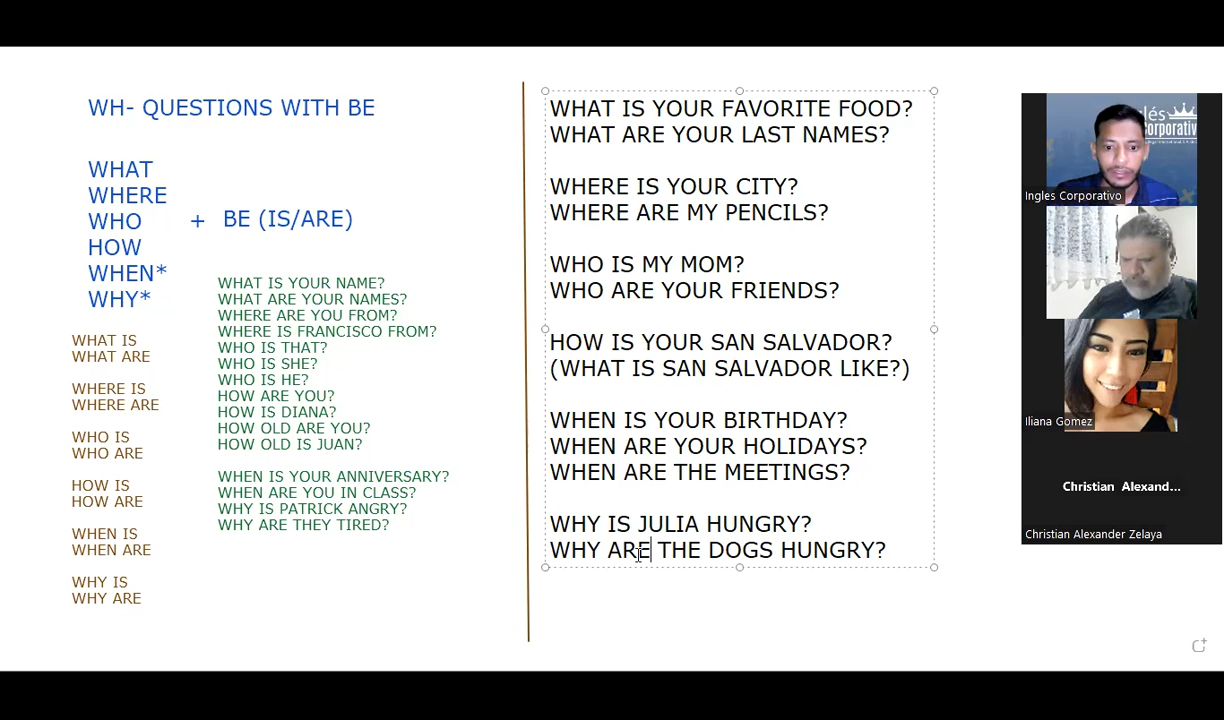 WH- QUESTIONS WITH BE
WHAT
WHERE
WHO
HOW
WHEN*
WHY*
+ BE (IS/ARE)
WHAT IS
WHAT ARE
WHERE IS
WHERE ARE
WHO IS
WHO ARE
HOW IS
HOW ARE
WHEN IS
WHEN ARE
WHY IS
WHY ARE
WHAT IS YOUR NAME?
WHAT ARE YOUR NAMES?
WHERE ARE YOU FROM?
WHERE IS FRANCISCO FROM?
WHO IS THAT?
WHO IS SHE?
WHO IS HE?
HOW ARE YOU?
HOW IS DIANA?
HOW OLD ARE YOU?
HOW OLD IS JUAN?
WHEN IS YOUR ANNIVERSARY?
WHEN ARE YOU IN CLASS?
WHY IS PATRICK ANGRY?
WHY ARE THEY TIRED?
WHAT IS YOUR FAVORITE FOOD?
WHAT ARE YOUR LAST NAMES?
WHERE IS YOUR CITY?
WHERE ARE MY PENCILS?
WHO IS MY MOM?
WHO ARE YOUR FRIENDS?
HOW IS YOUR SAN SALVADOR?
(WHAT IS SAN SALVADOR LIKE?)
WHEN IS YOUR BIRTHDAY?
WHEN ARE YOUR HOLIDAYS?
WHEN ARE THE MEETINGS?
WHY IS JULIA HUNGRY?
WHY ARE THE DOGS HUNGRY?
Ingles Corporativo
Iliana Gomez
Christian Alexand...
Christian Alexander Zelaya